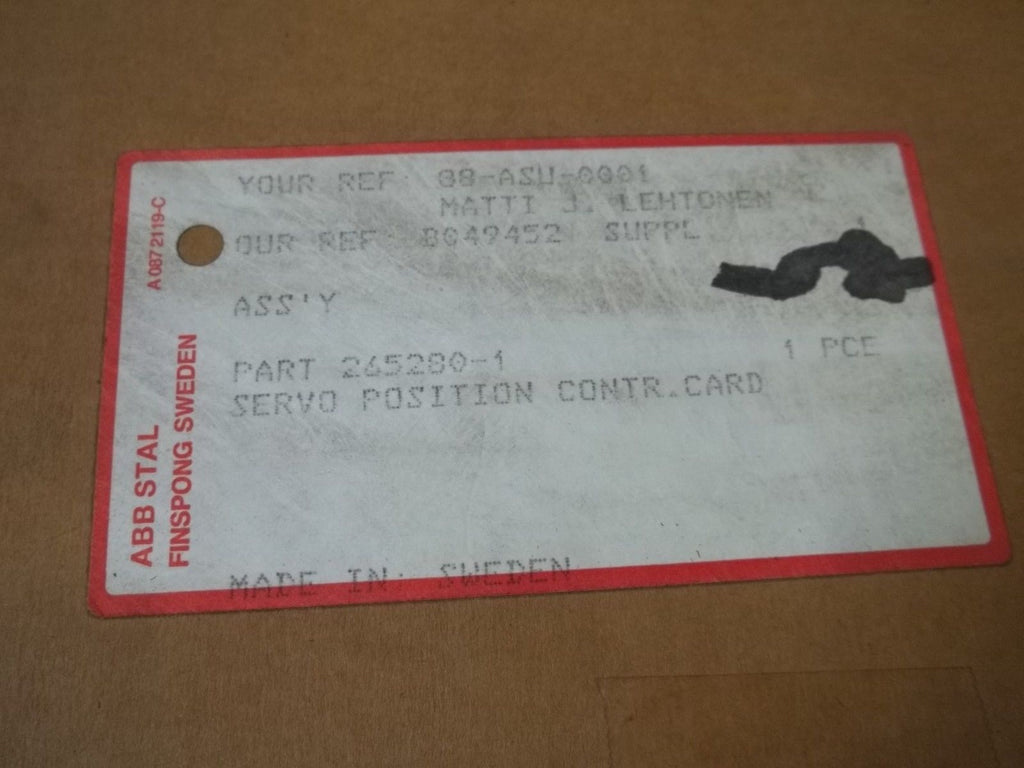 YOUR REF: 88-ASU-0001
MATTI J. LEHTONEN
OUR REF: 8049452 SUPPL 1
ASS'Y
PART 265280-1 1 PCE
SERVO POSITION CONTR.CARD
MADE IN: SWEDEN
ABB STAL
FINSPONG SWEDEN
A 087 2119-C